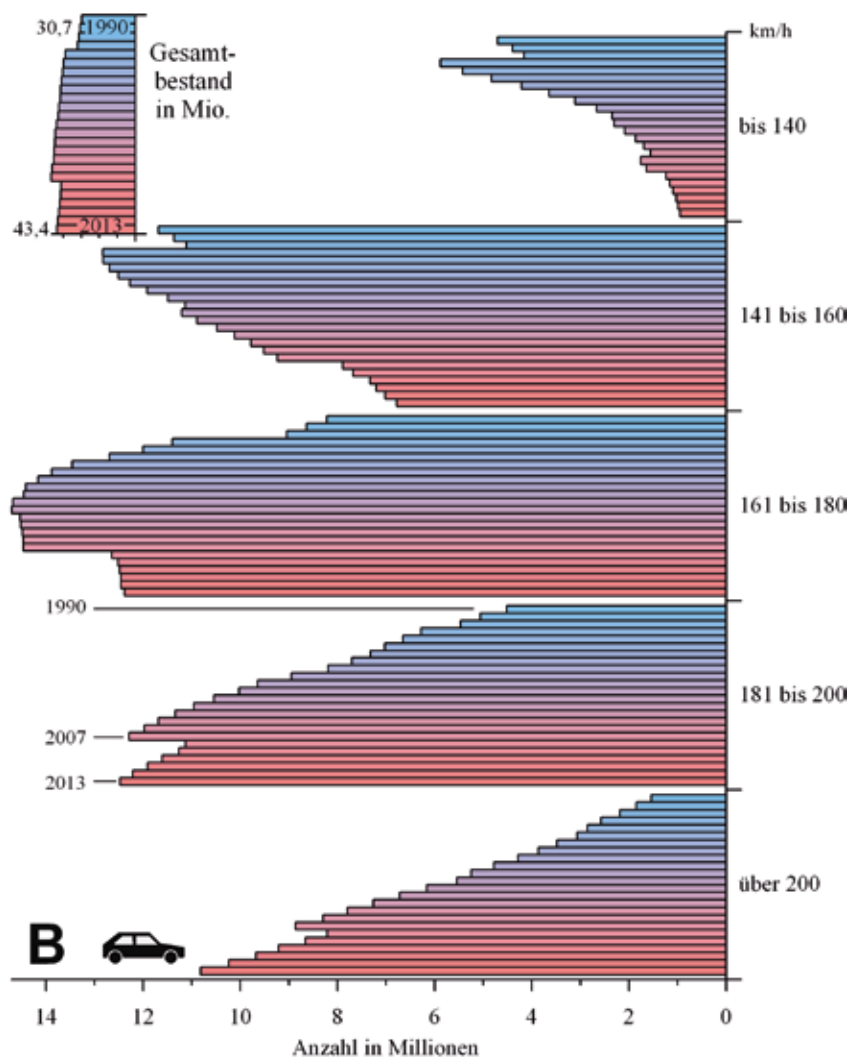 30,7
1990
Gesamt-
bestand
in Mio.
43,4
2013
km/h
bis 140
141 bis 160
161 bis 180
1990
181 bis 200
2007
2013
über 200
B
14 12 10 8 6 4 2 0
Anzahl in Millionen